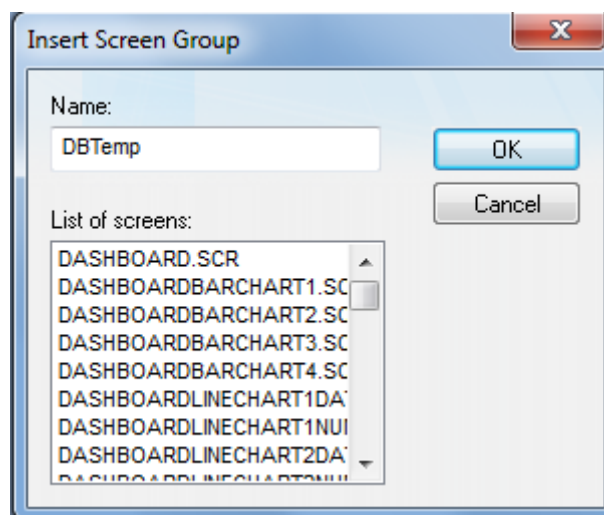 Insert Screen Group
Name:
DBTemp
OK
Cancel
List of screens:
DASHBOARD.SCR
DASHBOARDBARCHART1.SC
DASHBOARDBARCHART2.SC
DASHBOARDBARCHART3.SC
DASHBOARDBARCHART4.SC
DASHBOARDLINECHART1DA
DASHBOARDLINECHART1NU
DASHBOARDLINECHART2DA